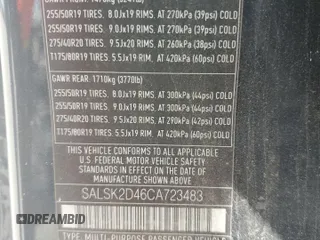 255/50R19 TIRES. 8.0Jx19 RIMS. AT 270kPa (39psi) COLD
255/50R19 TIRES. 9.0Jx19 RIMS. AT 270kPa (39psi) COLD
275/40R20 TIRES. 9.5Jx20 RIMS. AT 260kPa (38psi) COLD
T175/80R19 TIRES. 5.5Jx19 RIM. AT 420kPa (60psi) COLD
GAWR REAR: 1710kg (3770lb)
255/50R19 TIRES. 8.0Jx19 RIMS. AT 300kPa (44psi) COLD
255/50R19 TIRES. 9.0Jx19 RIMS. AT 300kPa (44psi) COLD
275/40R20 TIRES. 9.5Jx20 RIMS. AT 290kPa (42psi) COLD
T175/80R19 TIRES. 5.5Jx19 RIM. AT 420kPa (60psi) COLD
THIS VEHICLE CONFORMS TO ALL APPLICABLE
FEDERAL MOTOR VEHICLE SAFETY STANDARDS
IN EFFECT ON THE DATE OF
MANUFACTURE SHOWN ABOVE
SALSK2D46CA723483
TYPE:
MULTI-PURPOSE
AutoBidMaster